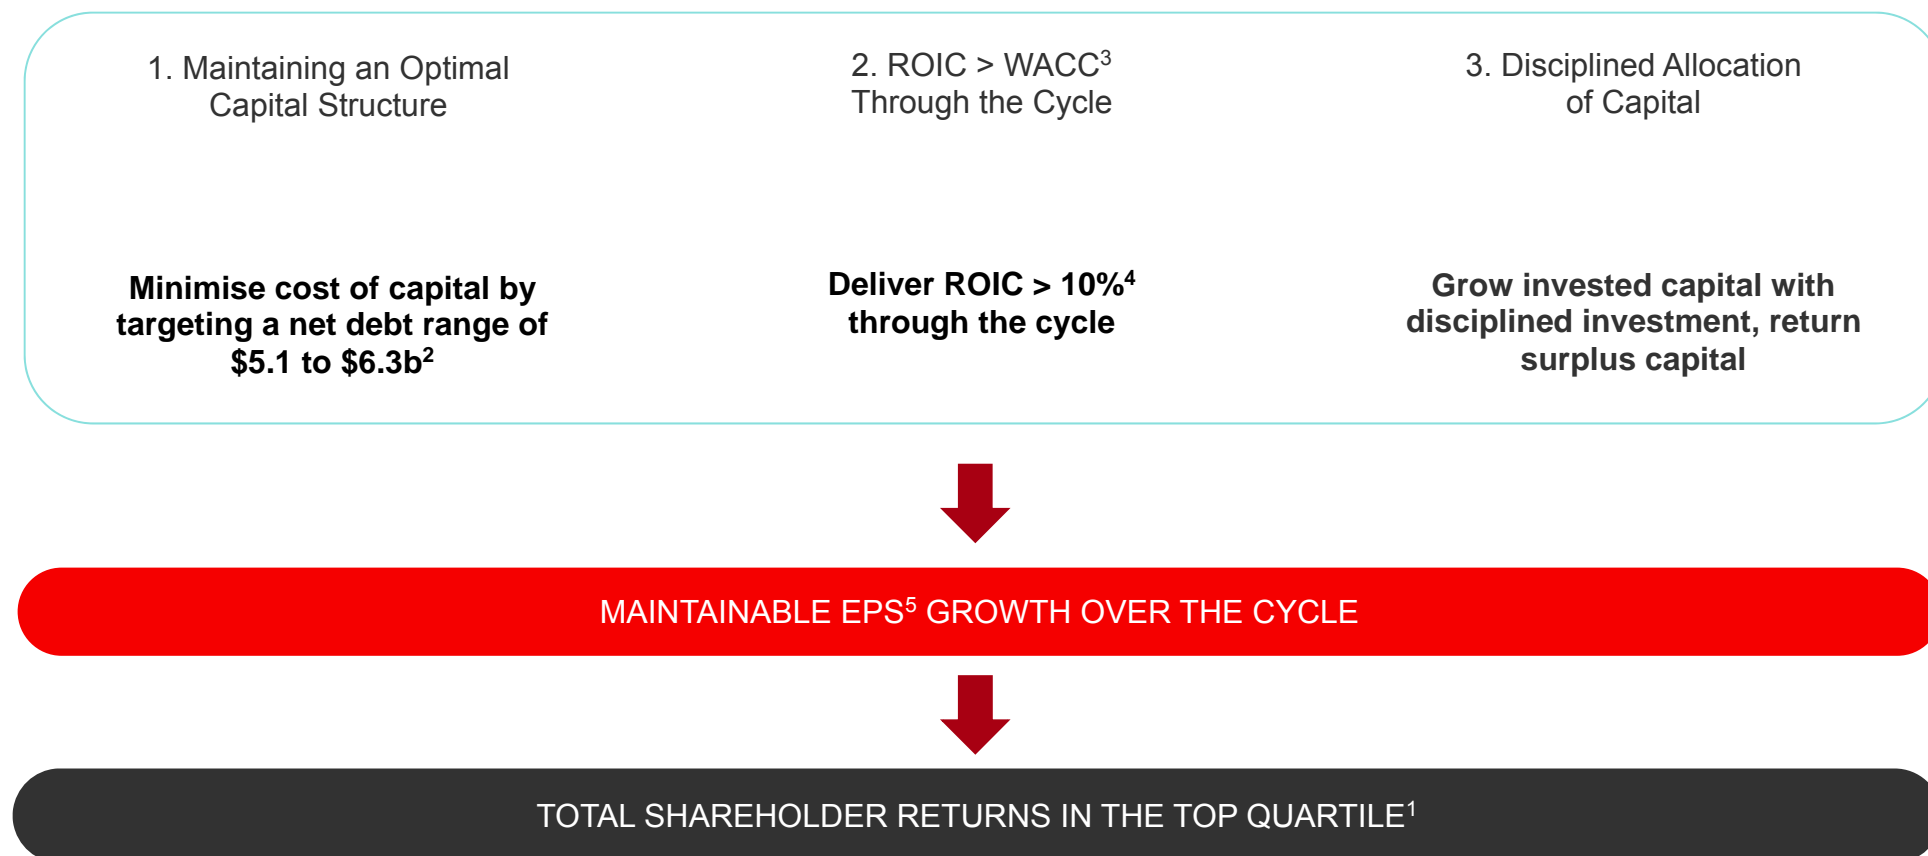 1. Maintaining an Optimal
Capital Structure
2. ROIC > WACC³
Through the Cycle
3. Disciplined Allocation
of Capital
Minimise cost of capital by
targeting a net debt range of
$5.1 to $6.3b²
Deliver ROIC > 10%⁴
through the cycle
Grow invested capital with
disciplined investment, return
surplus capital
MAINTAINABLE EPS⁵ GROWTH OVER THE CYCLE
TOTAL SHAREHOLDER RETURNS IN THE TOP QUARTILE¹